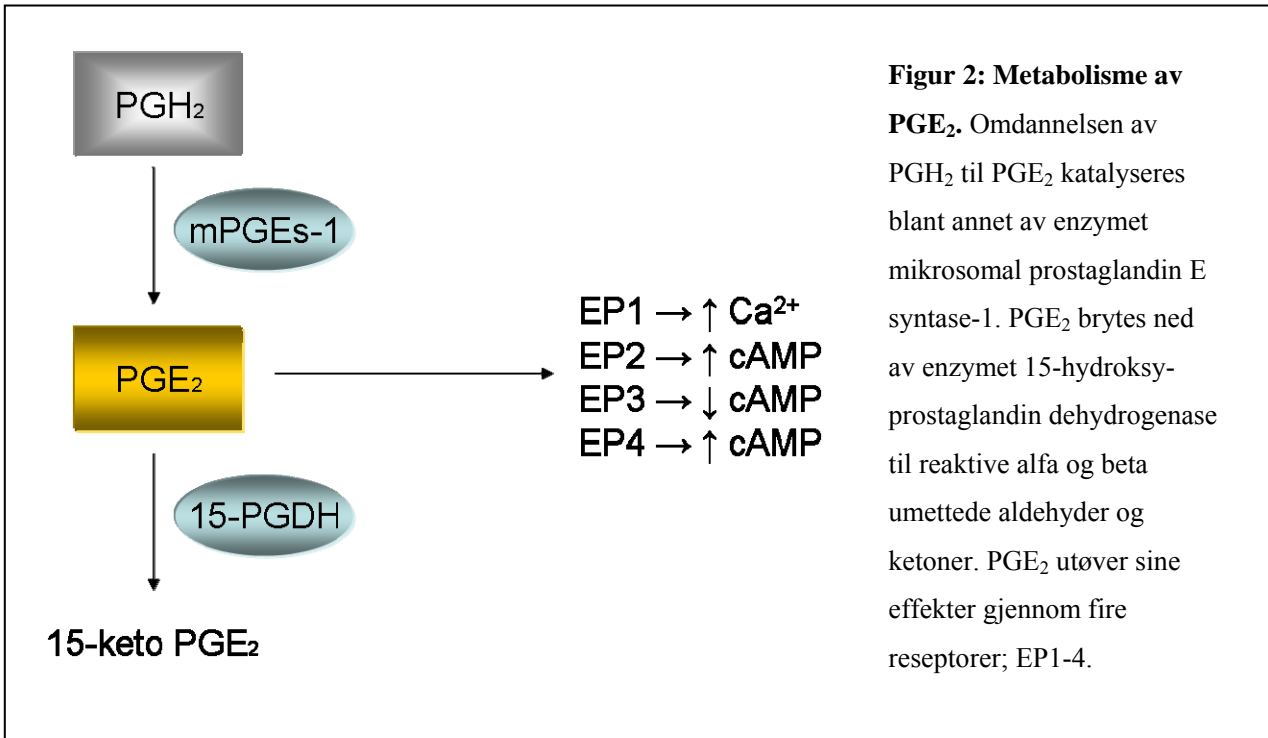 PGH₂
mPGEs-1
PGE₂
15-PGDH
15-keto PGE₂
EP1 → ↑ Ca²⁺
EP2 → ↑ cAMP
EP3 → ↓ cAMP
EP4 → ↑ cAMP
Figur 2: Metabolisme av
PGE₂. Omdannelsen av
PGH₂ til PGE₂ katalyseres
blant annet av enzymet
mikrosomal prostaglandin E
syntase-1. PGE₂ brytes ned
av enzymet 15-hydroksy-
prostaglandin dehydrogenase
til reaktive alfa og beta
umettede aldehyder og
ketoner. PGE₂ utøver sine
effekter gjennom fire
reseptorer; EP1-4.